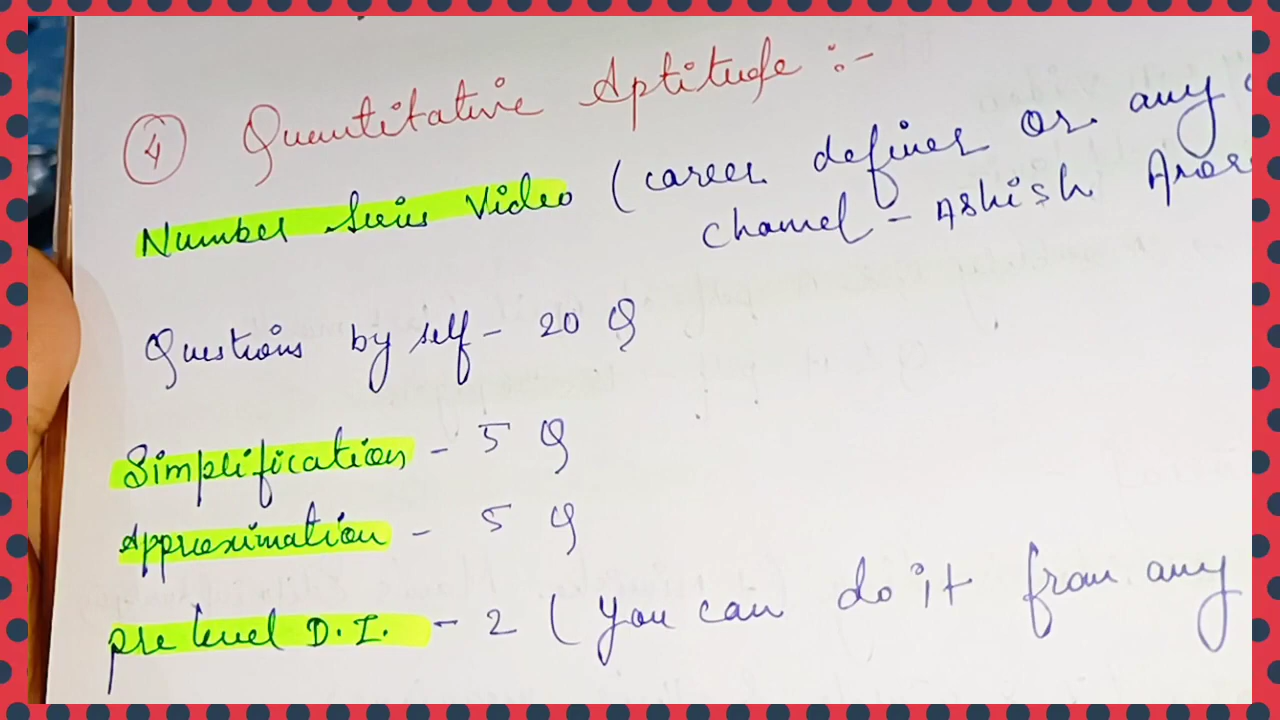 ④ Quantitative Aptitude :-
Number Series Video (career definer or any
channel - Ashish
Questions by self - 20 Q
Simplification - 5 Q
Approximation - 5 Q
pre level D.I. - 2 (You can do it from any